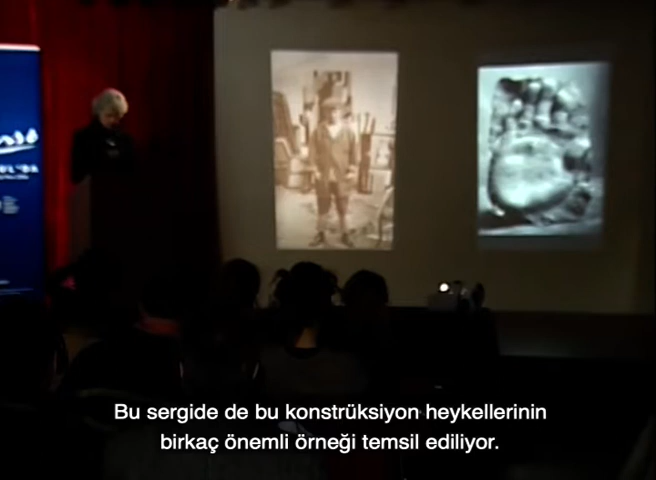 Bu sergide de bu konstrüksiyon heykellerinin
birkaç önemli örneği temsil ediliyor.